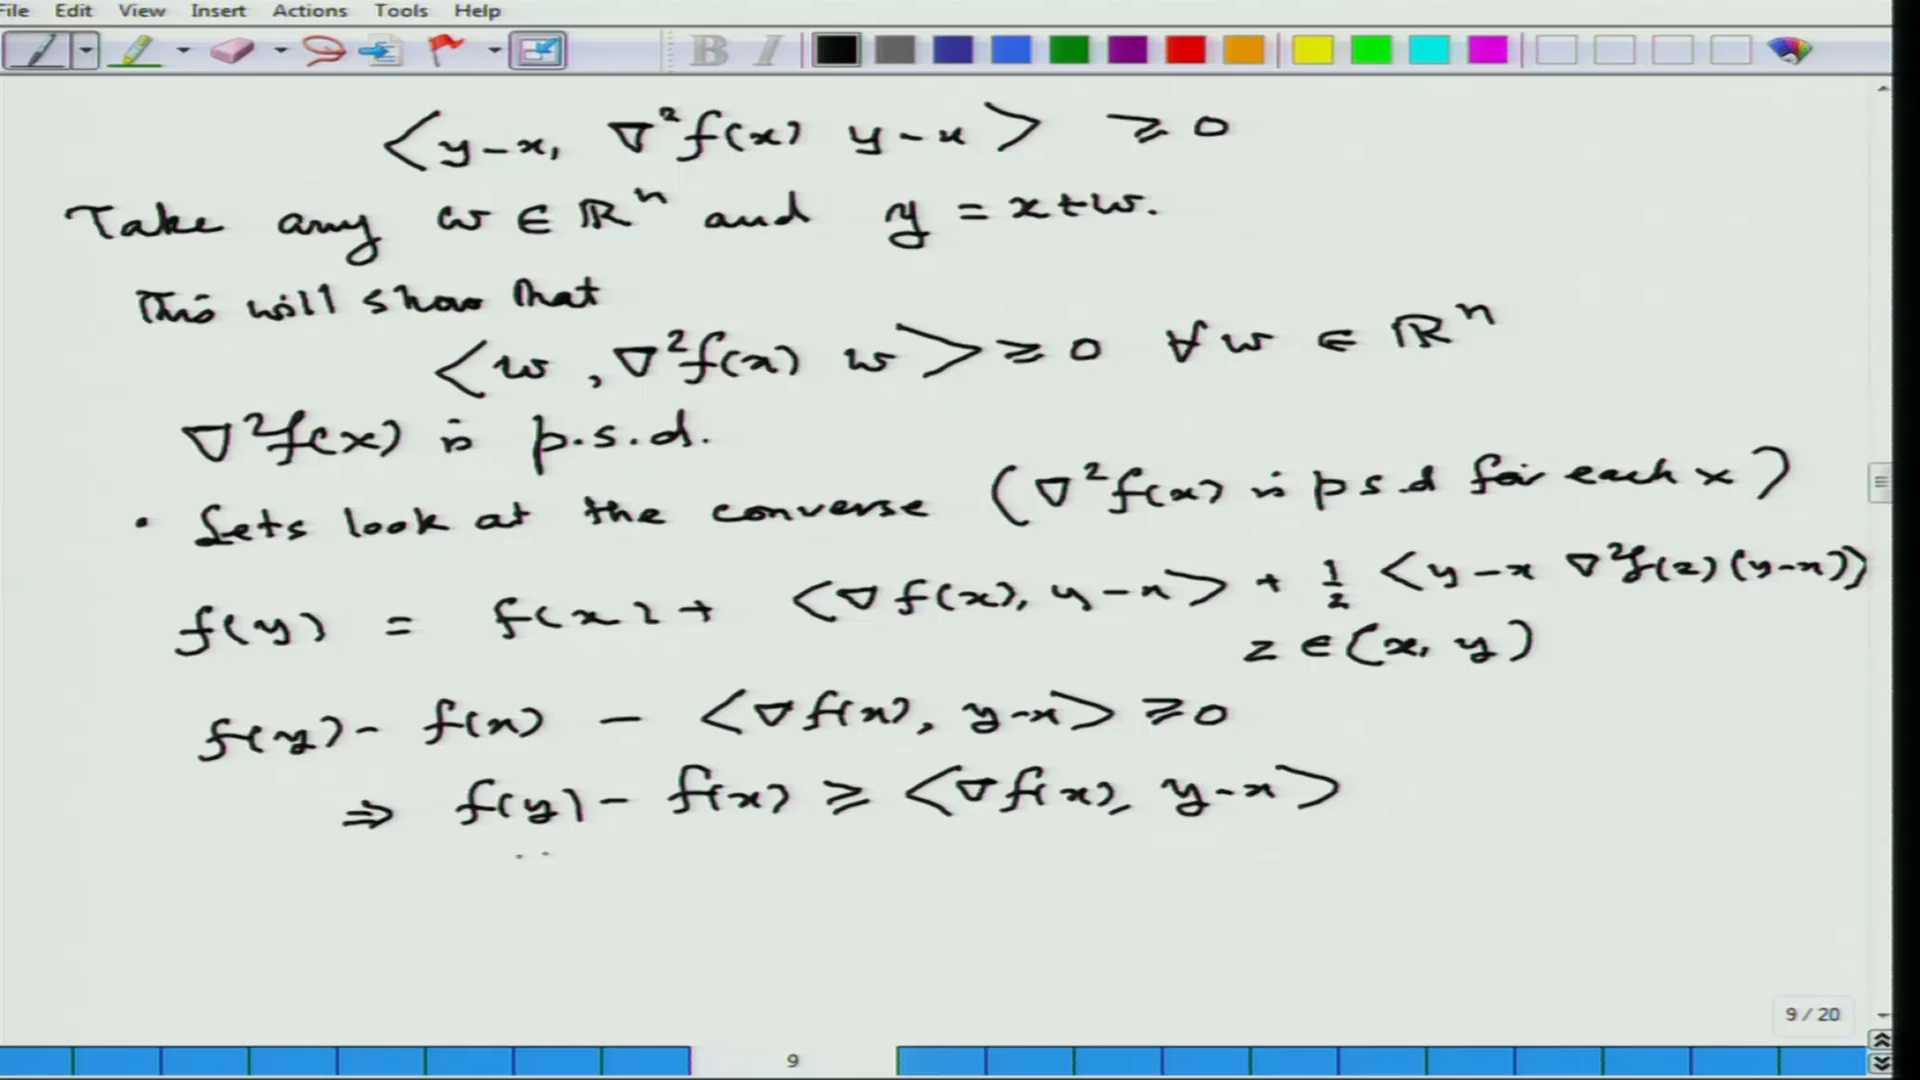 File Edit View Insert Actions Tools Help
B I
<y-x, ∇²f(x) y-x> ≥ 0
Take any w ∈ ℝⁿ and y = x+w.
This will show that
<w, ∇²f(x) w> ≥ 0 ∀w ∈ ℝⁿ
∇²f(x) is p.s.d.
• Lets look at the converse (∇²f(x) is p s.d for each x)
f(y) = f(x) + <∇f(x), y-x> + 1/2 <y-x ∇²f(z)(y-x)>
z ∈ (x, y)
f(y) - f(x) - <∇f(x), y-x> ≥ 0
⇒ f(y) - f(x) ≥ <∇f(x), y-x>
9 / 20
9